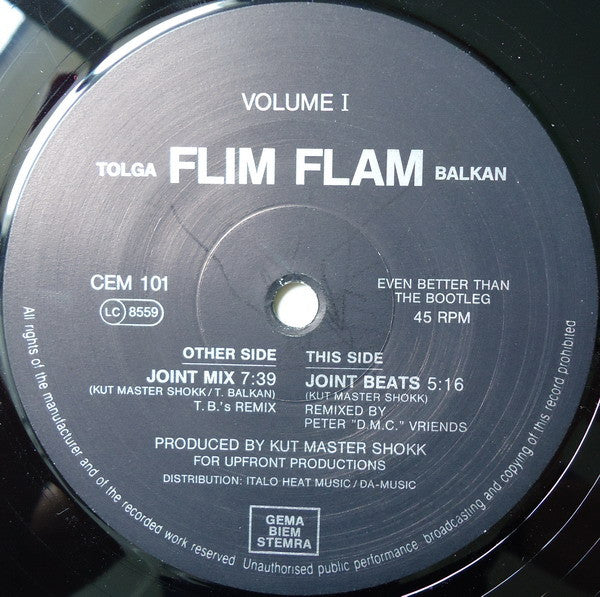 VOLUME I
TOLGA FLIM FLAM BALKAN
CEM 101
LC 8559
EVEN BETTER THAN
THE BOOTLEG
45 RPM
OTHER SIDE
JOINT MIX 7:39
(KUT MASTER SHOKK/T. BALKAN)
T.B.'s REMIX
THIS SIDE
JOINT BEATS 5:16
(KUT MASTER SHOKK)
REMIXED BY
PETER "D.M.C." VRIENDS
PRODUCED BY KUT MASTER SHOKK
FOR UPFRONT PRODUCTIONS
DISTRIBUTION: ITALO HEAT MUSIC/DA-MUSIC
GEMA
BIEM
STEMRA
All rights of the manufacturer and of the recorded work reserved Unauthorised public performance broadcasting and copying of this record prohibited